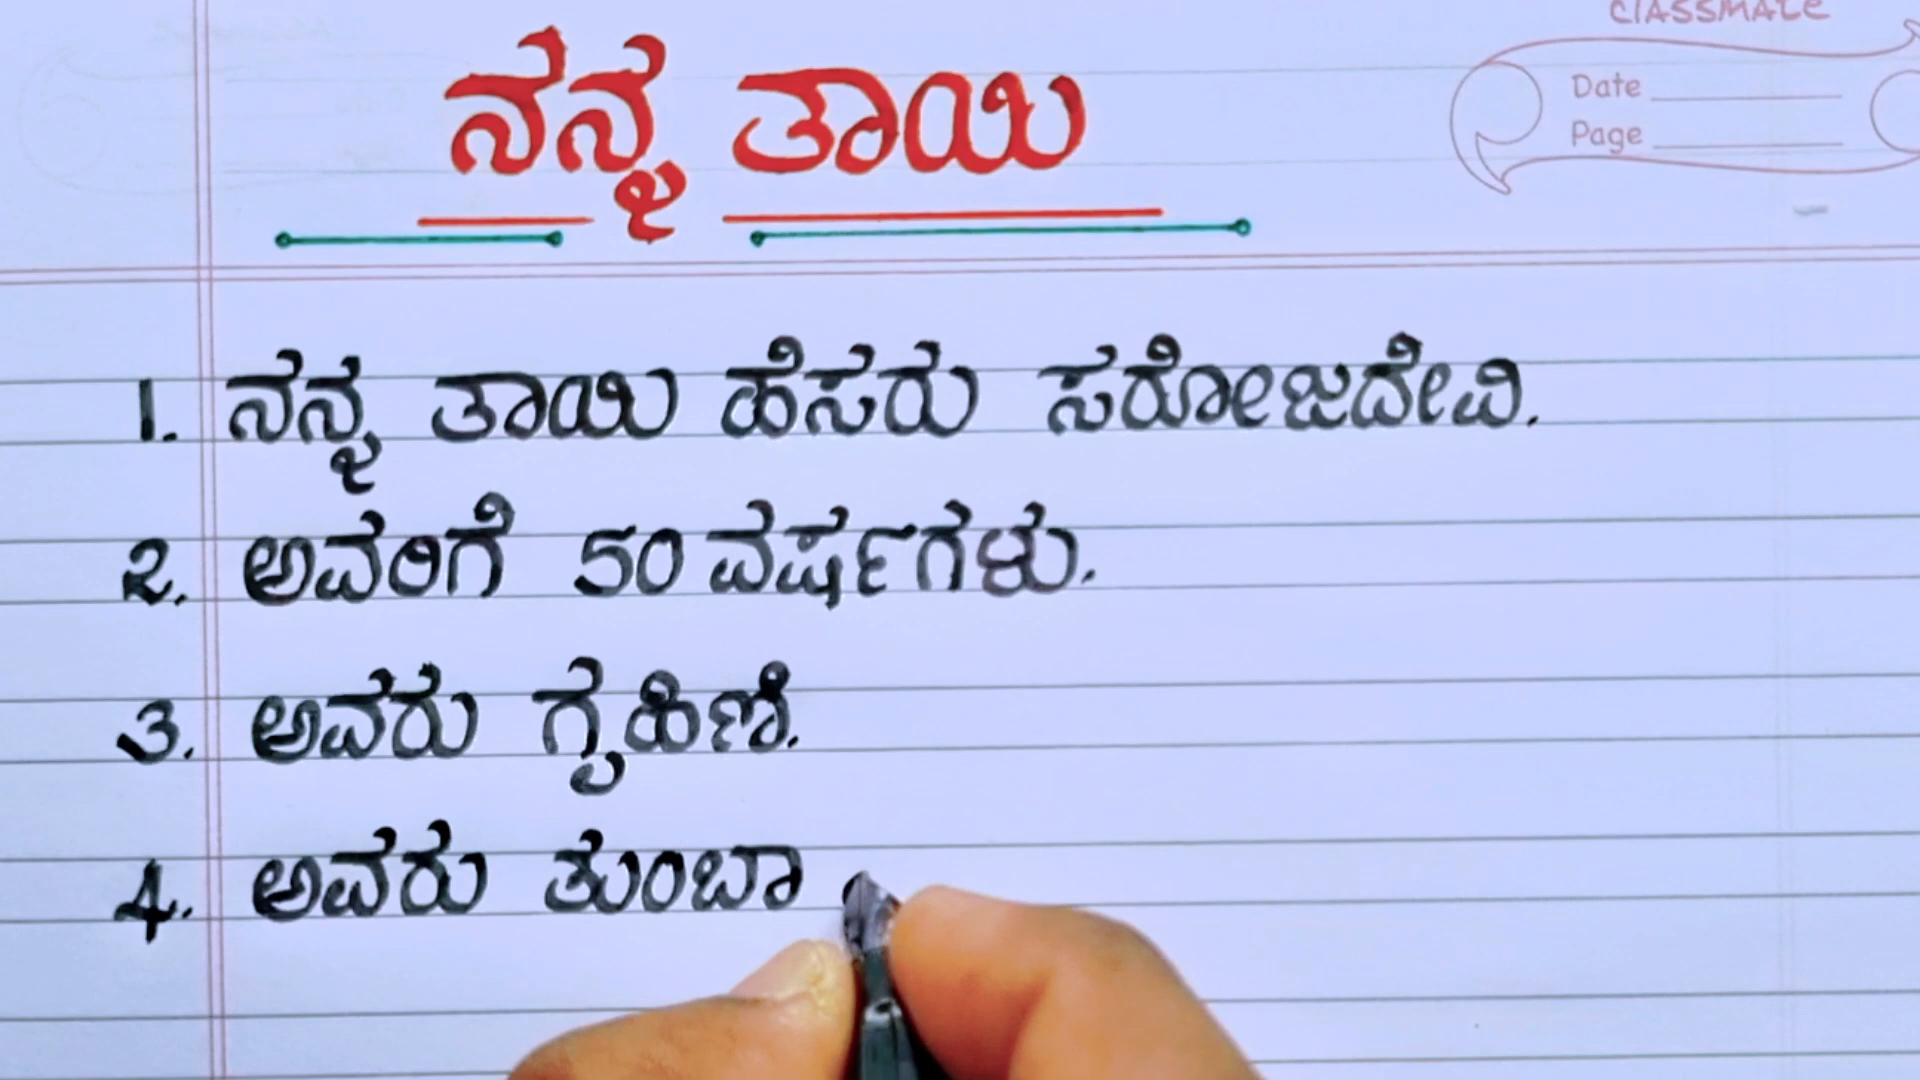 classmate
Date
Page
ನನ್ನ ತಾಯಿ
1. ನನ್ನ ತಾಯಿ ಹೆಸರು ಸರೋಜದೇವಿ.
2. ಅವರಿಗೆ 50 ವರ್ಷಗಳು.
3. ಅವರು ಗೃಹಿಣಿ.
4. ಅವರು ತುಂಬಾ